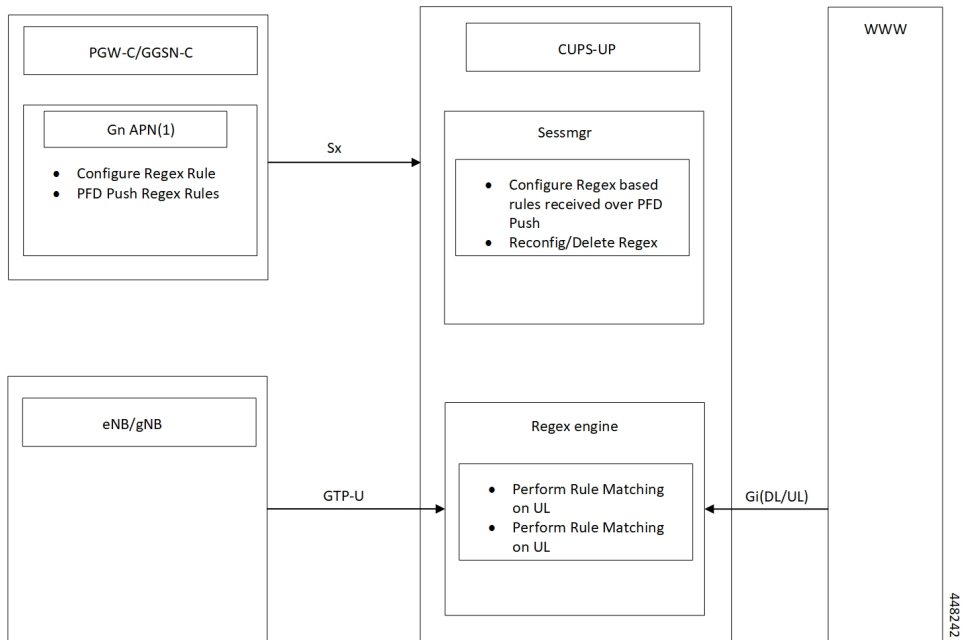 PGW-C/GGSN-C
Gn APN(1)
● Configure Regex Rule
● PFD Push Regex Rules
Sx
CUPS-UP
Sessmgr
● Configure Regex based
rules received over PFD
Push
● Reconfig/Delete Regex
WWW
eNB/gNB
GTP-U
Regex engine
● Perform Rule Matching
on UL
● Perform Rule Matching
on UL
Gi(DL/UL)
448242